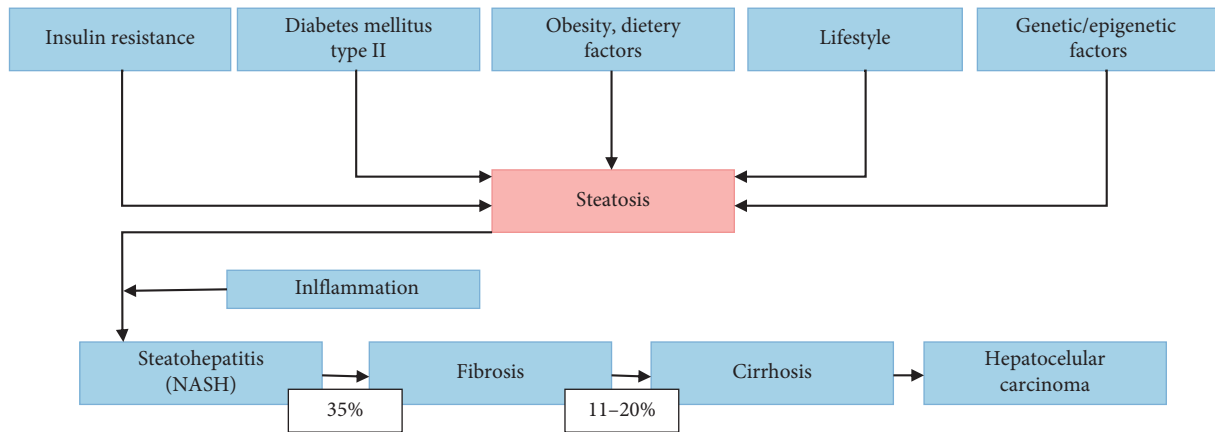 Insulin resistance
Diabetes mellitus
type II
Obesity, dietery
factors
Lifestyle
Genetic/epigenetic
factors
Steatosis
Inlflammation
Steatohepatitis
(NASH)
Fibrosis
Cirrhosis
Hepatocelular
carcinoma
35%
11–20%